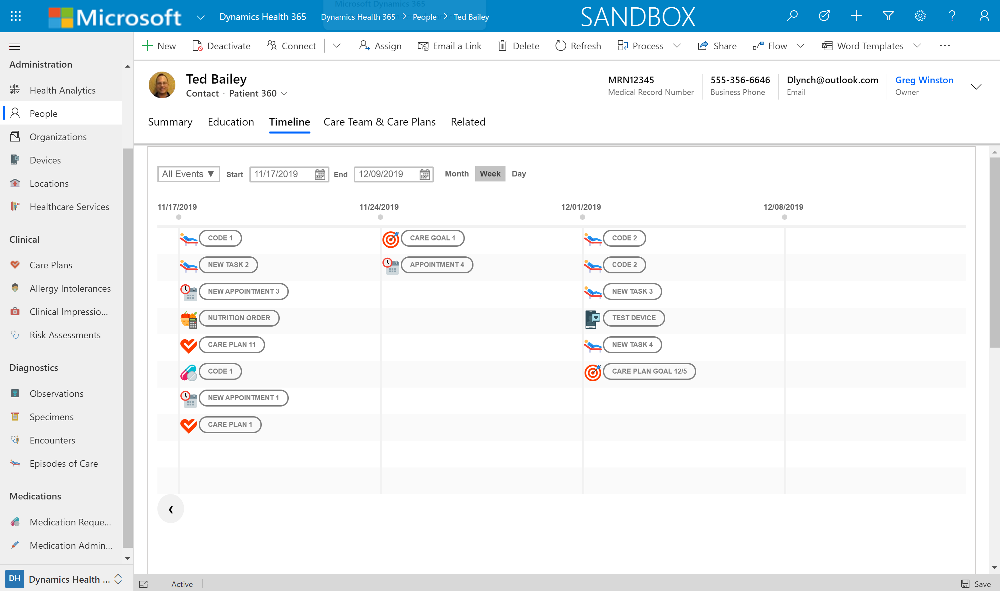 Microsoft Dynamics 365
Microsoft Dynamics Health 365 Dynamics Health 365 People Ted Bailey SANDBOX
New Deactivate Connect Assign Email a Link Delete Refresh Process Share Flow Word Templates ...
Administration
Health Analytics
People
Organizations
Devices
Locations
Healthcare Services
Clinical
Care Plans
Allergy Intolerances
Clinical Impressio...
Risk Assessments
Diagnostics
Observations
Specimens
Encounters
Episodes of Care
Medications
Medication Reque...
Medication Admin...
DH Dynamics Health ...
Ted Bailey
Contact · Patient 360
MRN12345 555-356-6646 Dlynch@outlook.com Greg Winston
Medical Record Number Business Phone Email Owner
Summary Education Timeline Care Team & Care Plans Related
All Events ▼ Start 11/17/2019 End 12/09/2019 Month Week Day
11/17/2019 11/24/2019 12/01/2019 12/08/2019
CODE 1 CARE GOAL 1 CODE 2
NEW TASK 2 APPOINTMENT 4 CODE 2
NEW APPOINTMENT 3 NEW TASK 3
NUTRITION ORDER TEST DEVICE
CARE PLAN 11 NEW TASK 4
CODE 1 CARE PLAN GOAL 12/5
NEW APPOINTMENT 1
CARE PLAN 1
Active Save